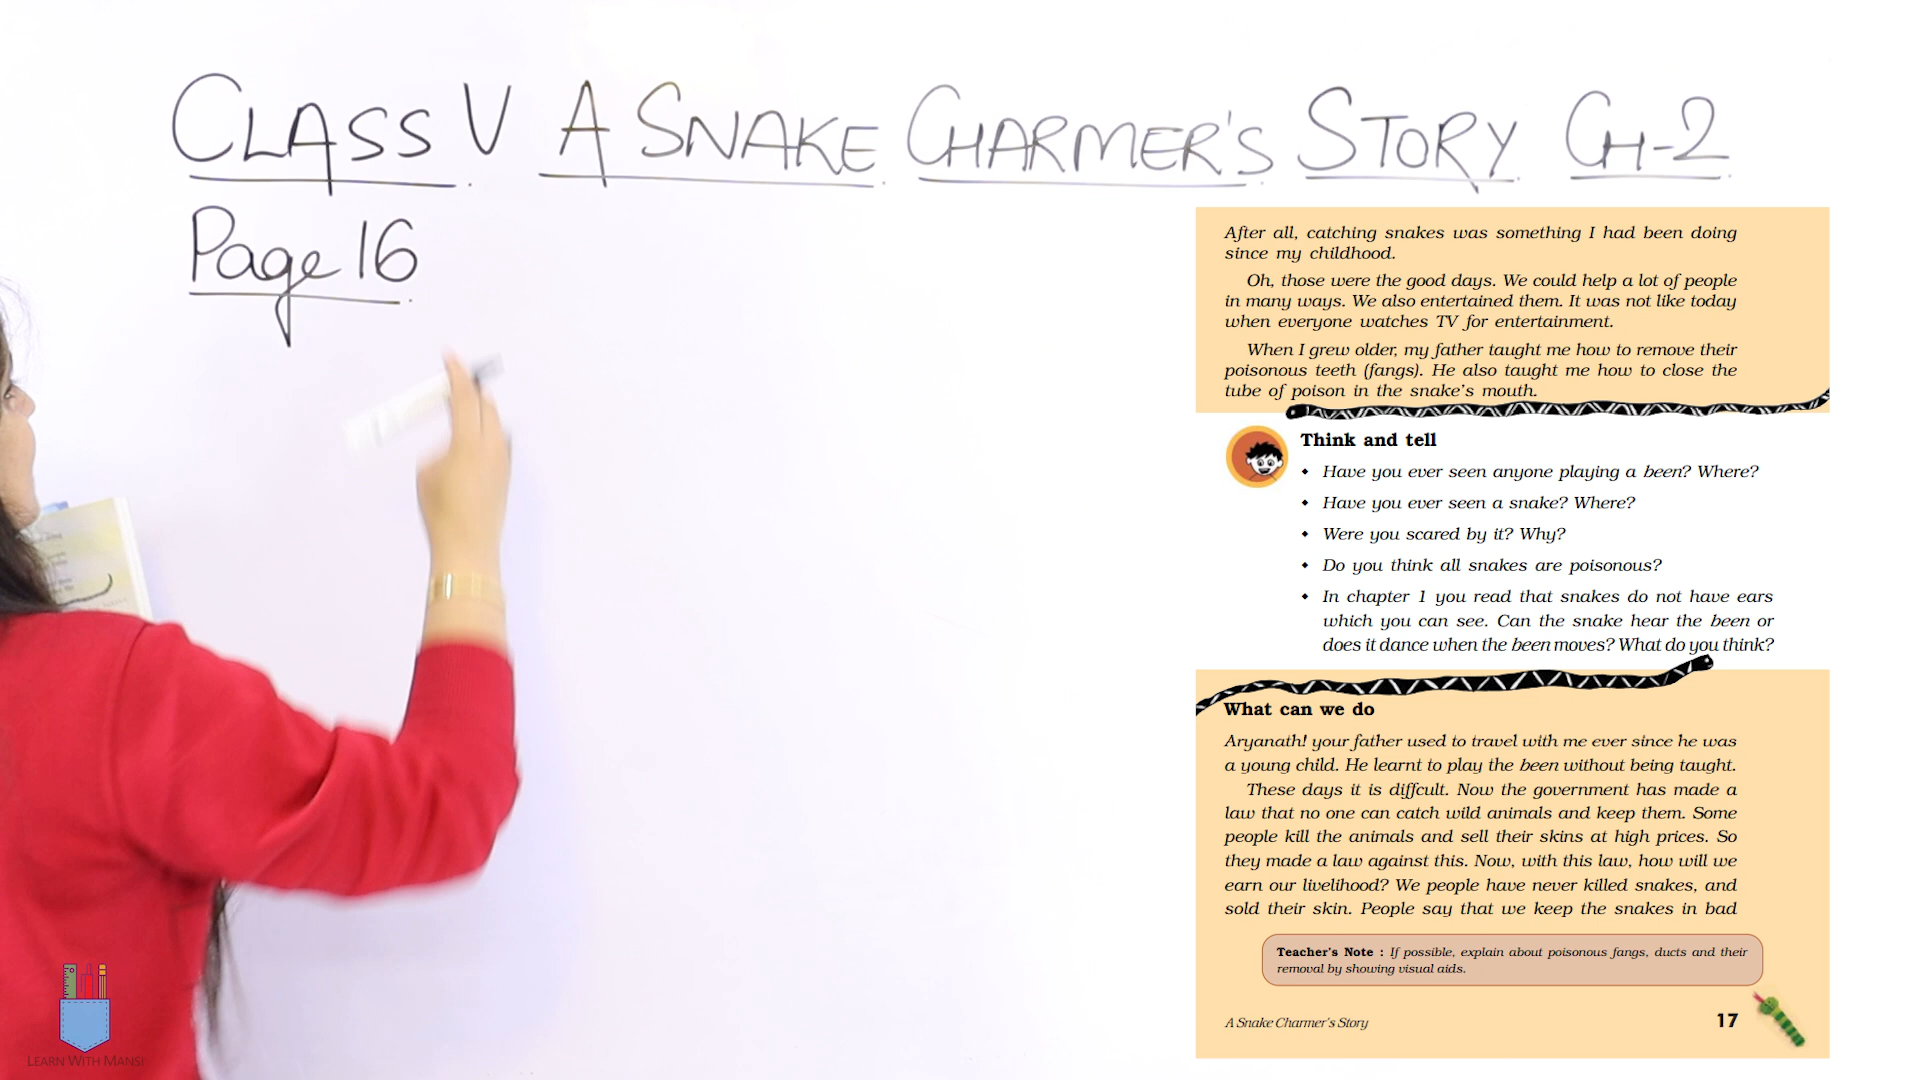 CLASS V A SNAKE CHARMER'S STORY CH-2
Page 16
After all, catching snakes was something I had been doing
since my childhood.
Oh, those were the good days. We could help a lot of people
in many ways. We also entertained them. It was not like today
when everyone watches TV for entertainment.
When I grew older, my father taught me how to remove their
poisonous teeth (fangs). He also taught me how to close the
tube of poison in the snake's mouth.
Think and tell
• Have you ever seen anyone playing a been? Where?
• Have you ever seen a snake? Where?
• Were you scared by it? Why?
• Do you think all snakes are poisonous?
• In chapter 1 you read that snakes do not have ears
which you can see. Can the snake hear the been or
does it dance when the been moves? What do you think?
What can we do
Aryanath! your father used to travel with me ever since he was
a young child. He learnt to play the been without being taught.
These days it is diffcult. Now the government has made a
law that no one can catch wild animals and keep them. Some
people kill the animals and sell their skins at high prices. So
they made a law against this. Now, with this law, how will we
earn our livelihood? We people have never killed snakes, and
sold their skin. People say that we keep the snakes in bad
Teacher's Note : If possible, explain about poisonous fangs, ducts and their
removal by showing visual aids.
A Snake Charmer's Story 17
LEARN WITH MANSI